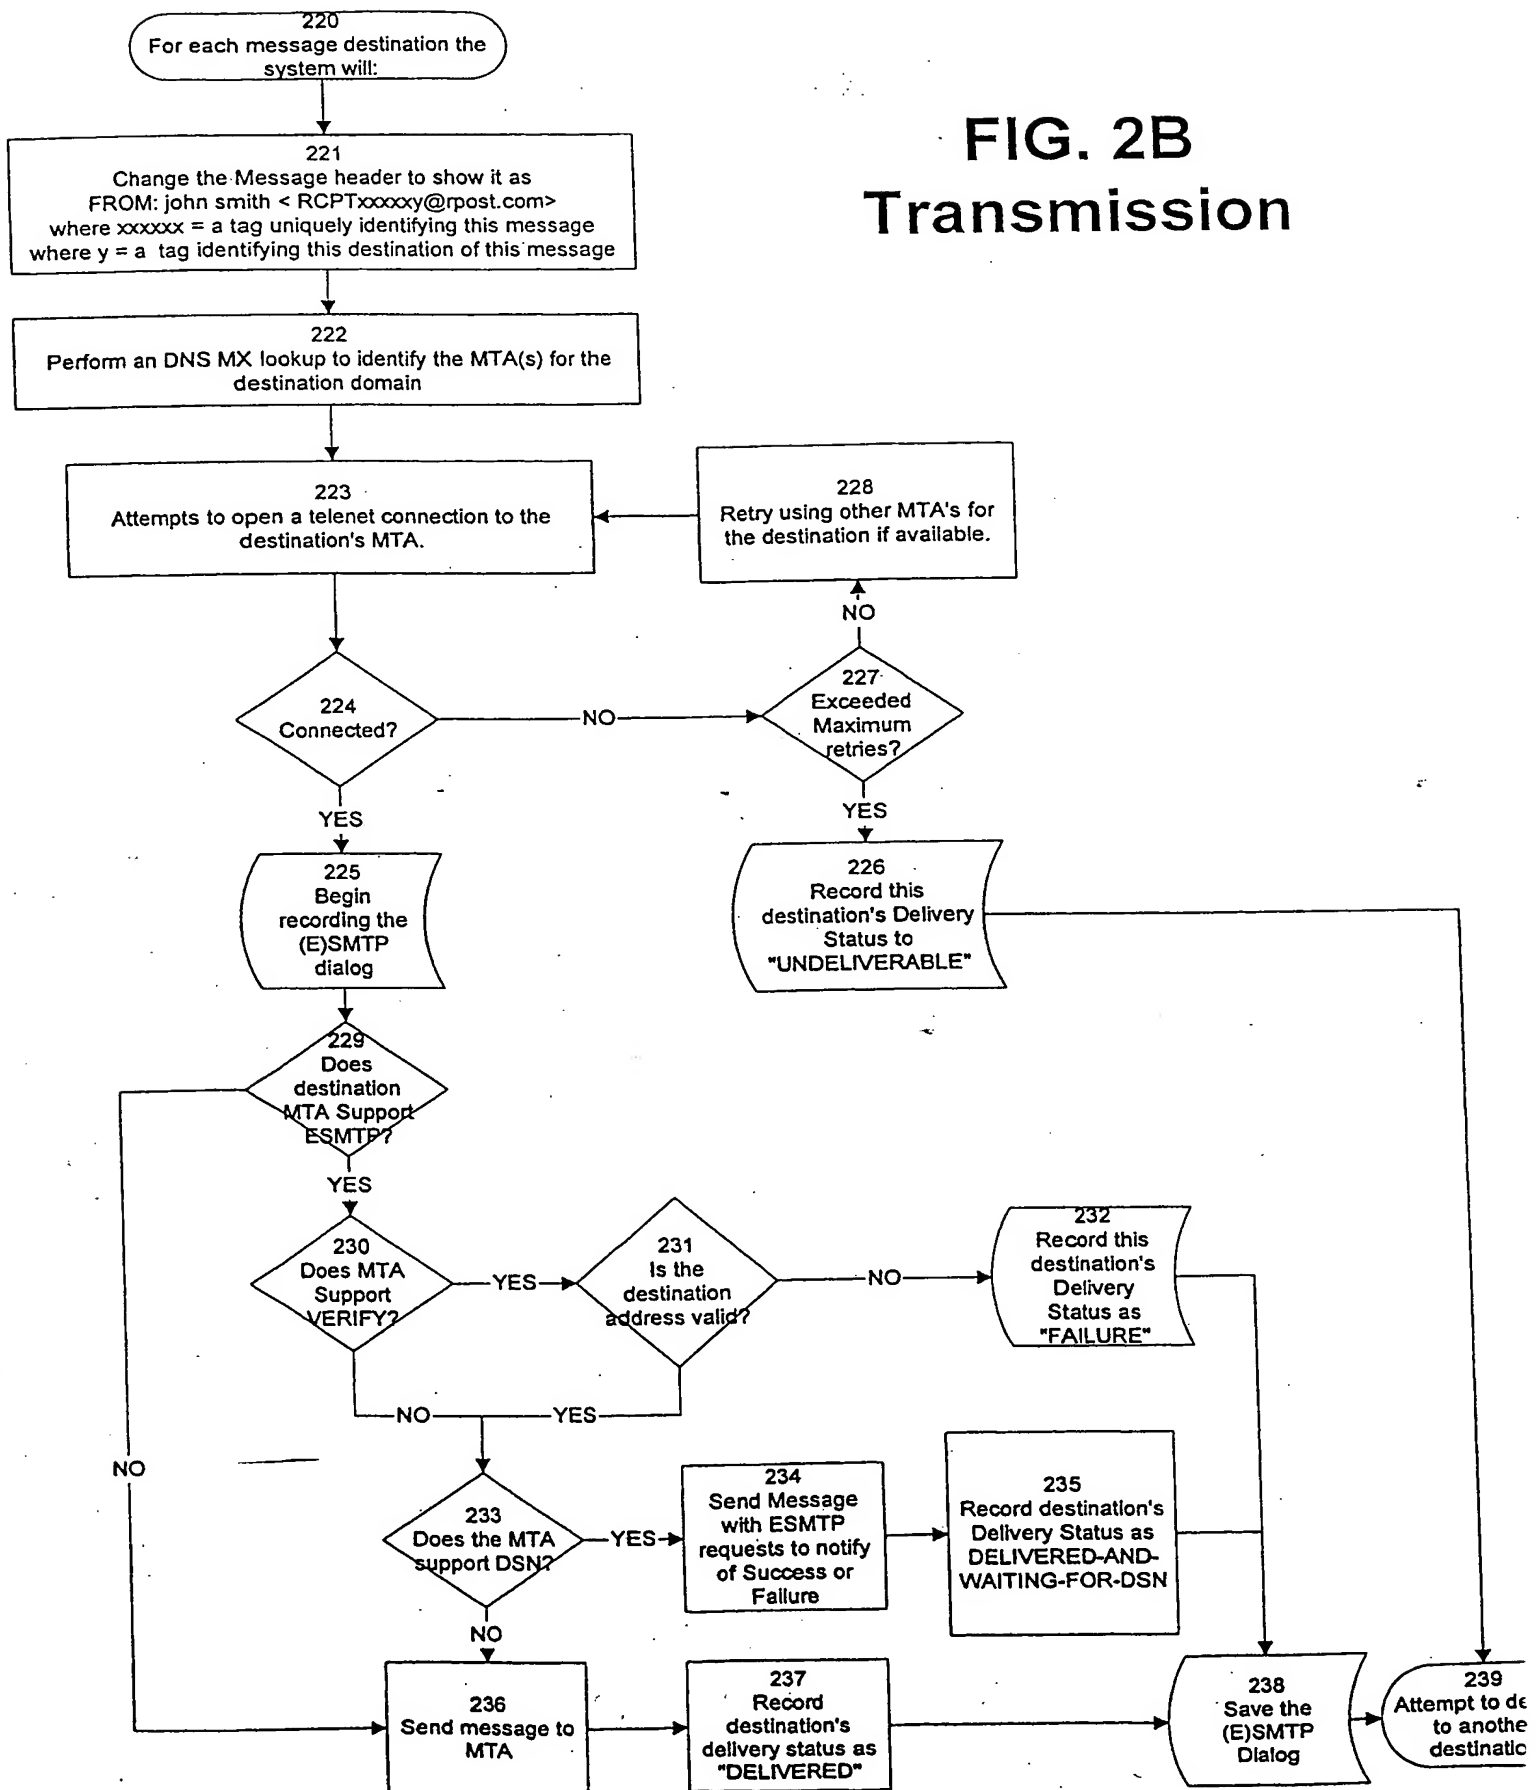 220
For each message destination the
system will:
FIG. 2B
Transmission
221
Change the Message header to show it as
FROM: john smith < RCPTxxxxxy@rpost.com>
where xxxxxx = a tag uniquely identifying this message
where y = a tag identifying this destination of this message
222
Perform an DNS MX lookup to identify the MTA(s) for the
destination domain
223
Attempts to open a telenet connection to the
destination's MTA.
228
Retry using other MTA's for
the destination if available.
NO
224
Connected?
NO
227
Exceeded
Maximum
retries?
YES
YES
225
Begin
recording the
(E)SMTP
dialog
226
Record this
destination's Delivery
Status to
"UNDELIVERABLE"
229
Does
destination
MTA Support
ESMTP?
YES
230
Does MTA
Support
VERIFY?
YES
231
Is the
destination
address valid?
NO
232
Record this
destination's
Delivery
Status as
"FAILURE"
NO
YES
NO
233
Does the MTA
support DSN?
YES
234
Send Message
with ESMTP
requests to notify
of Success or
Failure
235
Record destination's
Delivery Status as
DELIVERED-AND-
WAITING-FOR-DSN
NO
236
Send message to
MTA
237
Record
destination's
delivery status as
"DELIVERED"
238
Save the
(E)SMTP
Dialog
239
Attempt to
to